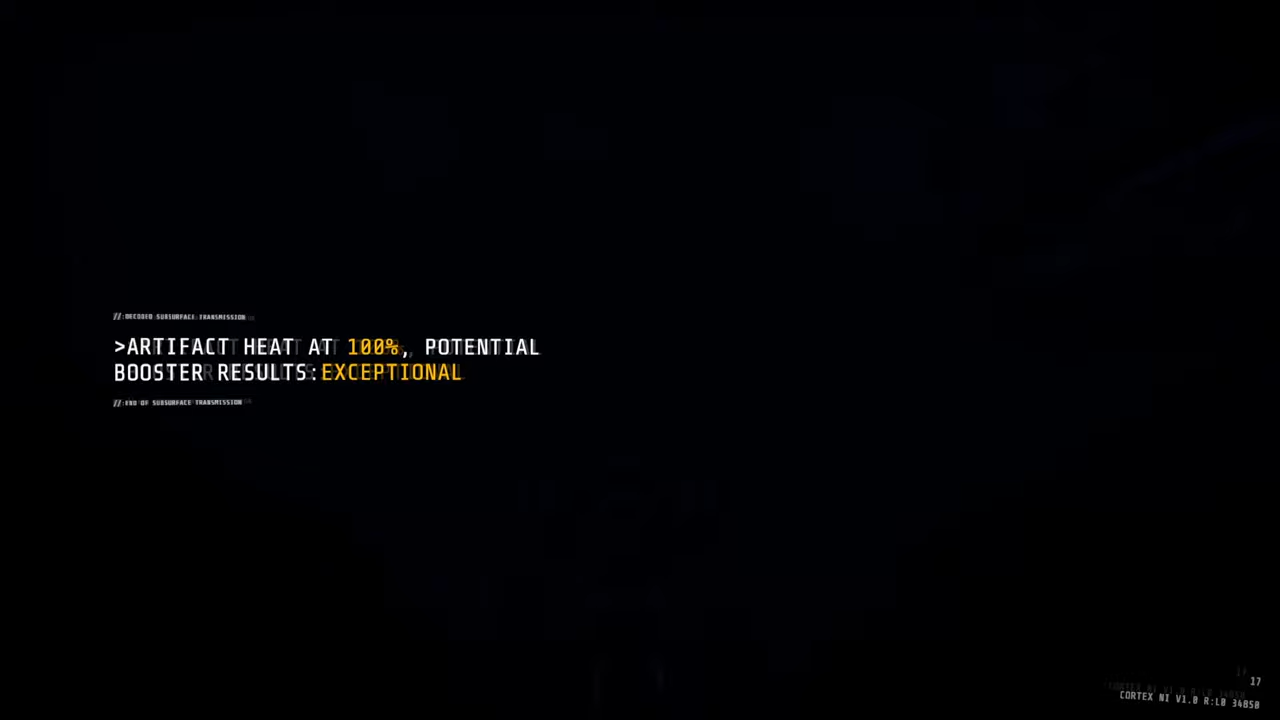 //:DECODED SUBSURFACE TRANSMISSION
>ARTIFACT HEAT AT 100%, POTENTIAL
BOOSTER RESULTS:EXCEPTIONAL
//:END OF SUBSURFACE TRANSMISSION
17
CORTEX NI V1.0 R:L0 34850